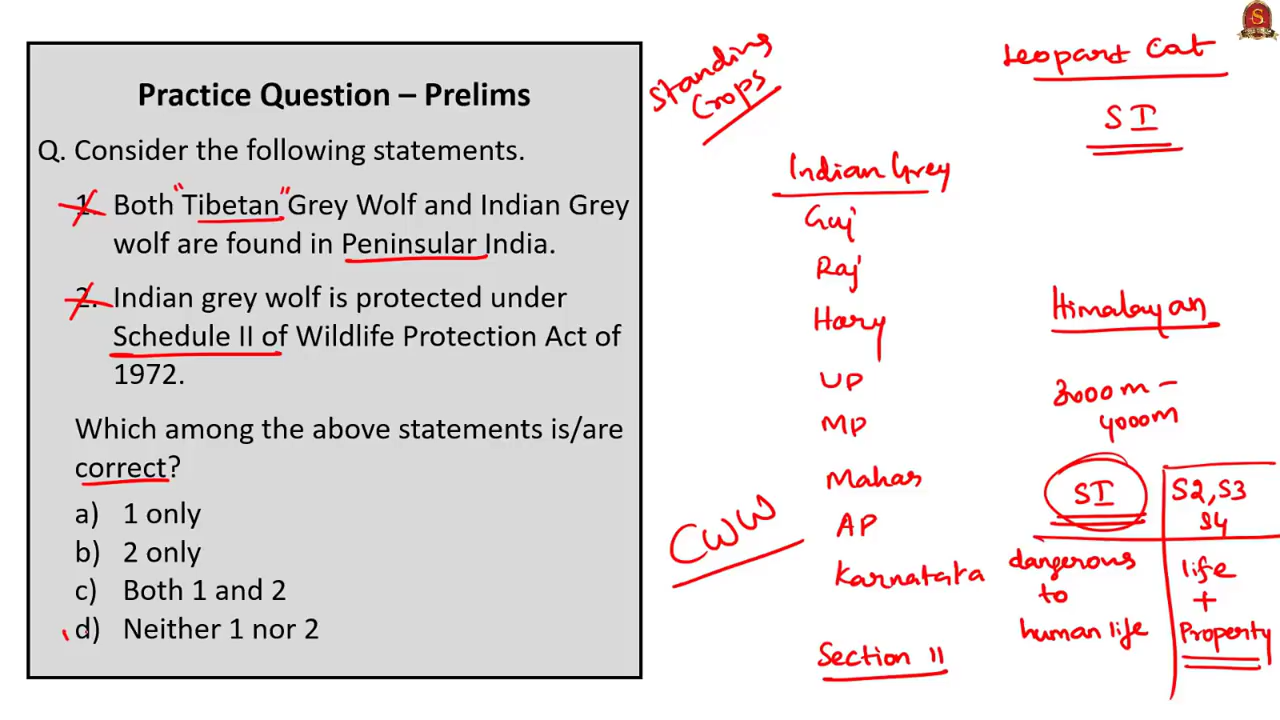 Practice Question – Prelims
Q. Consider the following statements.
1. Both "Tibetan" Grey Wolf and Indian Grey
wolf are found in Peninsular India.
2. Indian grey wolf is protected under
Schedule II of Wildlife Protection Act of
1972.
Which among the above statements is/are
correct?
a) 1 only
b) 2 only
c) Both 1 and 2
d) Neither 1 nor 2
Standing
Crops
Leopart Cat
SI
Indian Grey
Guj
Raj
Hary
UP
MP
Mahas
AP
Karnataka
Section 11
CWW
Himalayan
3000m -
4000m
SI
S2, S3
S4
dangerous
to
human life
life
+
Property
S